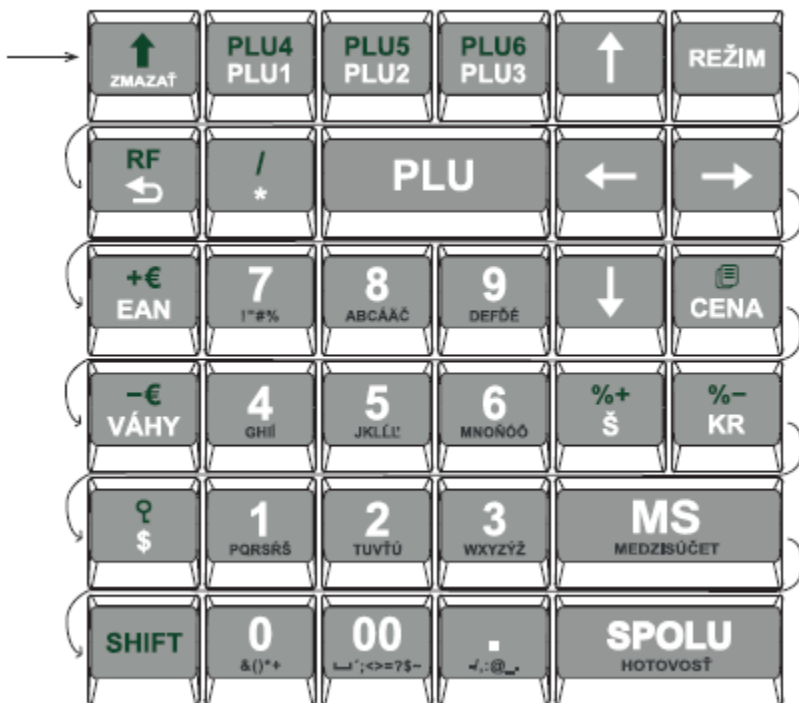 PLU4 PLU5 PLU6
ZMAZAŤ PLU1 PLU2 PLU3 REŽIM
RF /
* PLU
+€ 7 8 9
EAN !"#% ABCÁÄČ DEFĎÉ CENA
−€ 4 5 6 %+ %−
VÁHY GHIÍ JKLĹĽ MNOŇÓÔ Š KR
1 2 3 MS
$ PQRSŔŠ TUVŤÚ WXYZÝŽ MEDZISÚČET
SHIFT 0 00 . SPOLU
&()*+ ;<>=?$~ HOTOVOSŤ